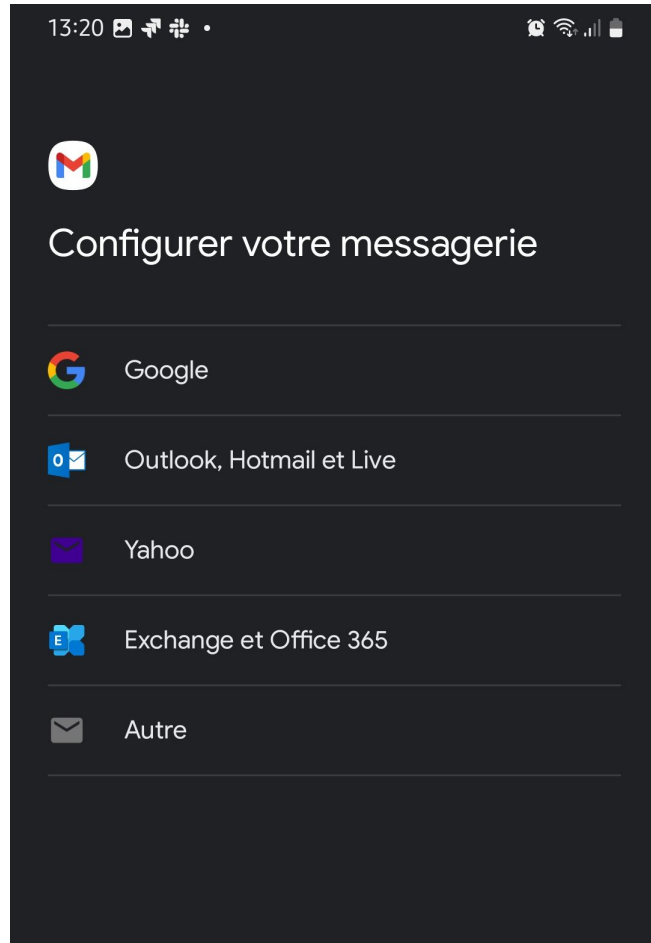 13:20
Configurer votre messagerie
Google
Outlook, Hotmail et Live
Yahoo
Exchange et Office 365
Autre